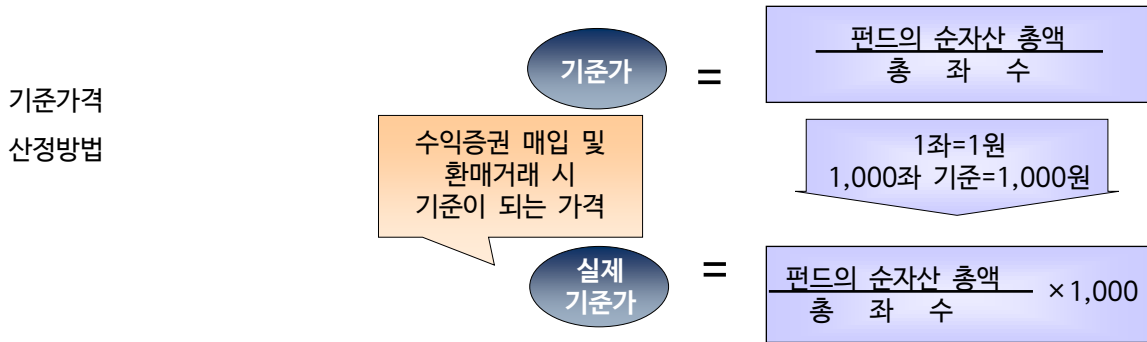 기준가격
산정방법
기준가
=
펀드의 순자산 총액
총 좌 수
수익증권 매입 및
환매거래 시
기준이 되는 가격
1좌=1원
1,000좌 기준=1,000원
실제
기준가
=
펀드의 순자산 총액
총 좌 수
×1,000